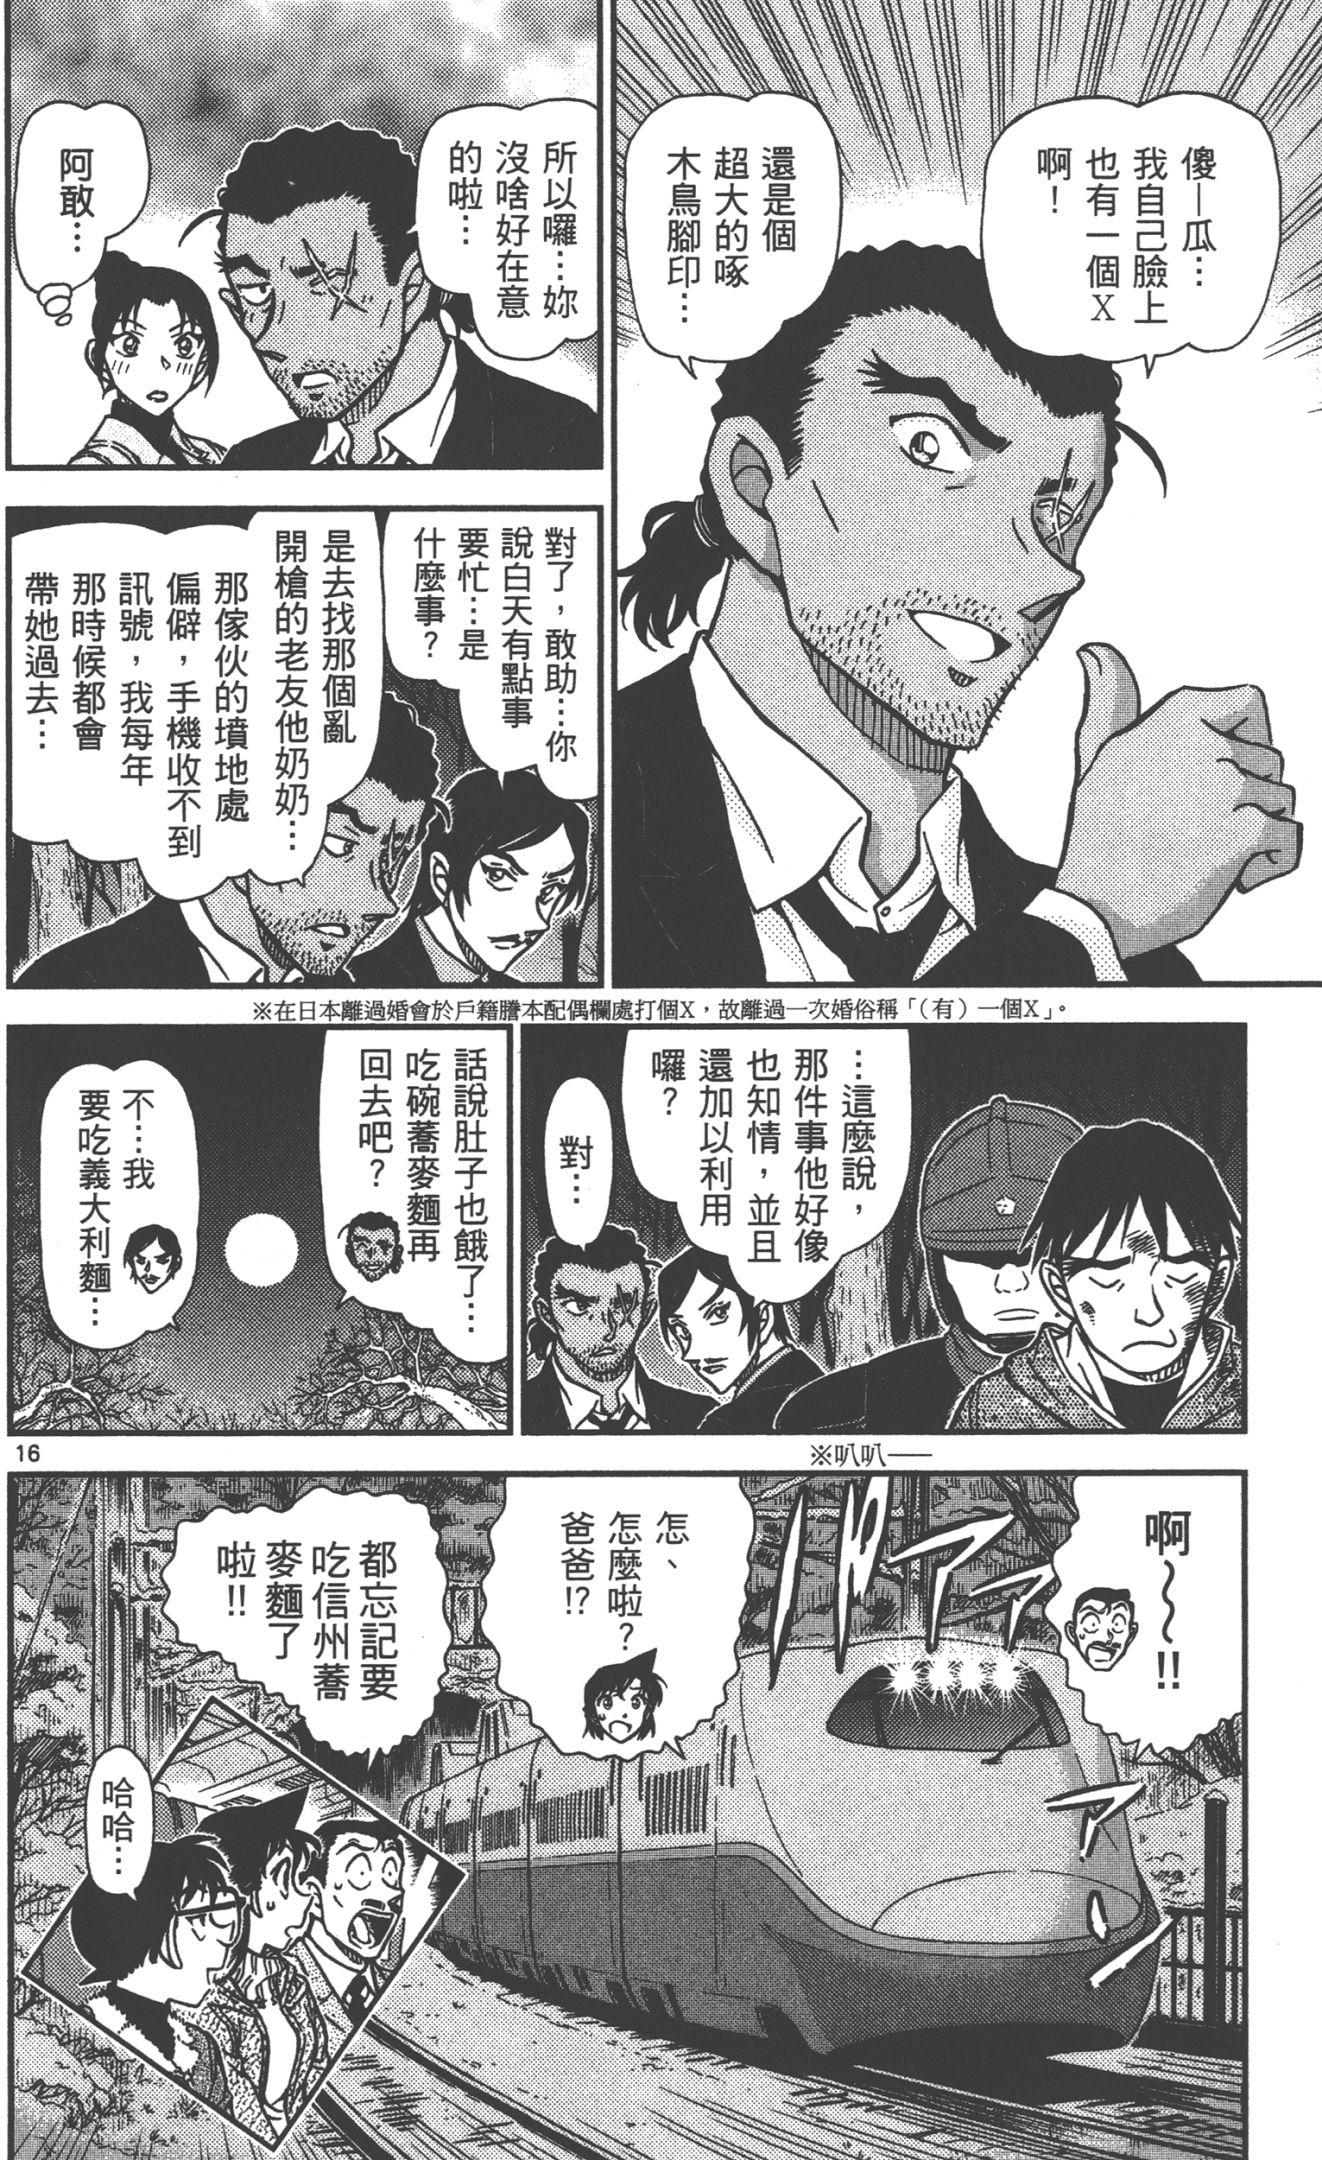 傻—瓜…
我自己臉上
也有一個X
啊！
還是個
超大的啄
木鳥腳印…
所以囉…妳
沒啥好在意
的啦…
阿敢…
對了，敢助…你
說白天有點事
要忙…是
什麼事？
是去找那個亂
開槍的老友他奶奶…
那傢伙的墳地處
偏僻，手機收不到
訊號，我每年
那時候都會
帶她過去…
※在日本離過婚會於戶籍謄本配偶欄處打個X，故離過一次婚俗稱「（有）一個X」。
…這麼說，
那件事他好像
也知情，並且
還加以利用
囉？
對…
話說肚子也餓了…
吃碗蕎麥麵再
回去吧？
不…我
要吃義大利麵…
16
※叭叭——
啊～～!!
怎、
怎麼啦？
爸爸!?
都忘記要
吃信州蕎
麥麵了
啦!!
哈哈…